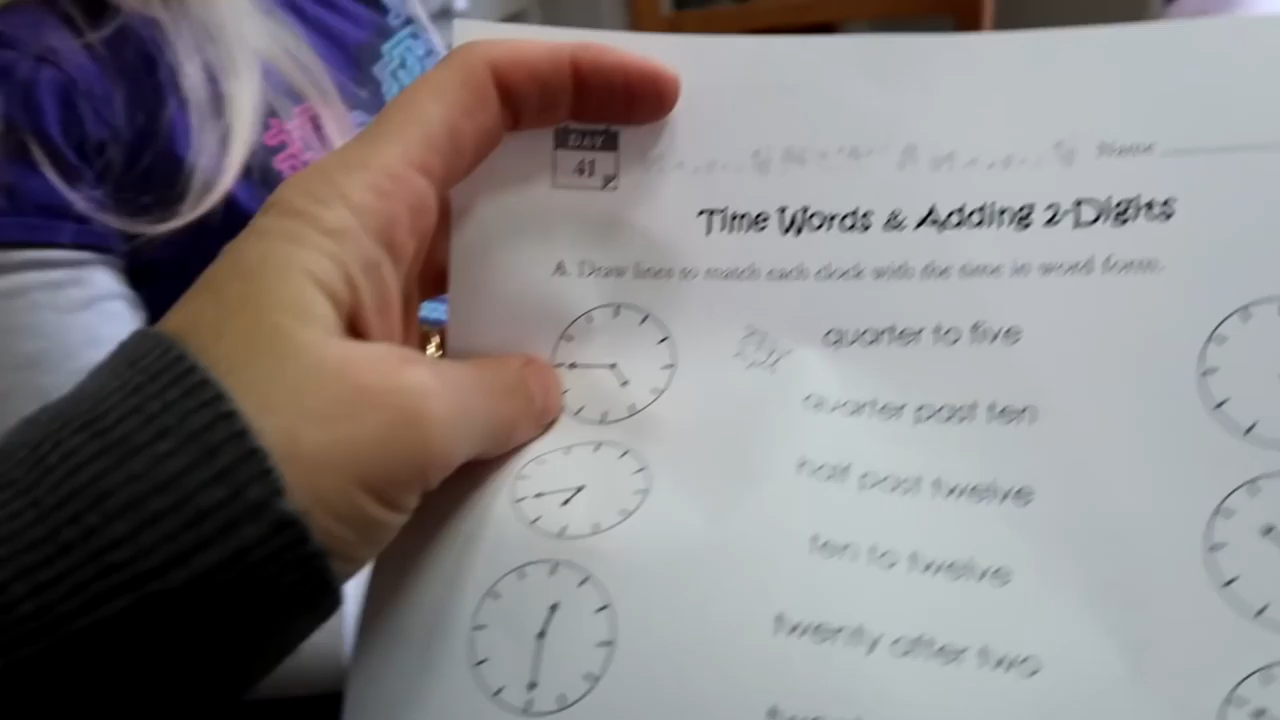 DAY
41
Name
Time Words & Adding 2-Digits
A. Draw lines to match each clock with the time in word form.
quarter to five
quarter past ten
half past twelve
ten to twelve
twenty after two